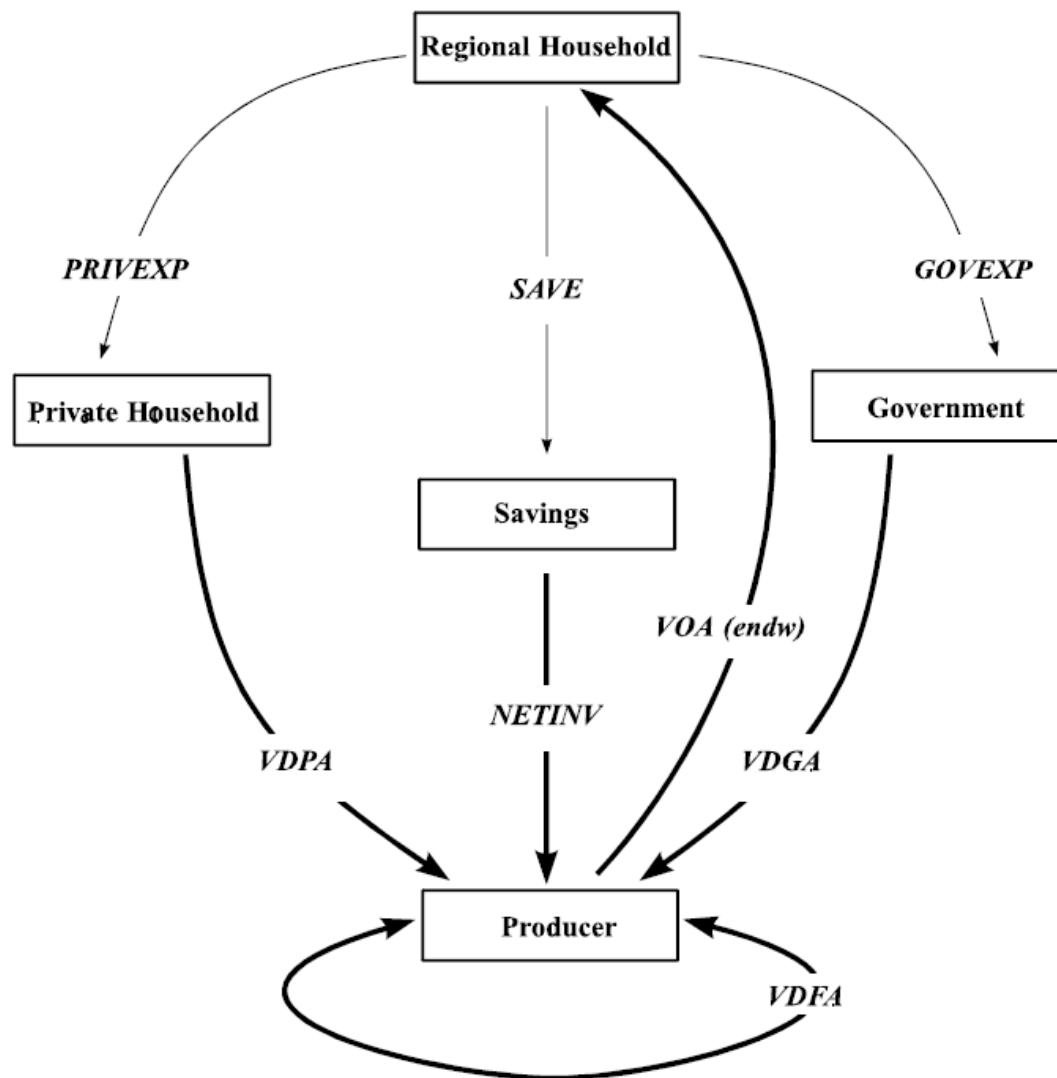 Regional Household
PRIVEXP
SAVE
GOVEXP
Private Household
Government
Savings
VOA (endw)
NETINV
VDPA
VDGA
Producer
VDFA